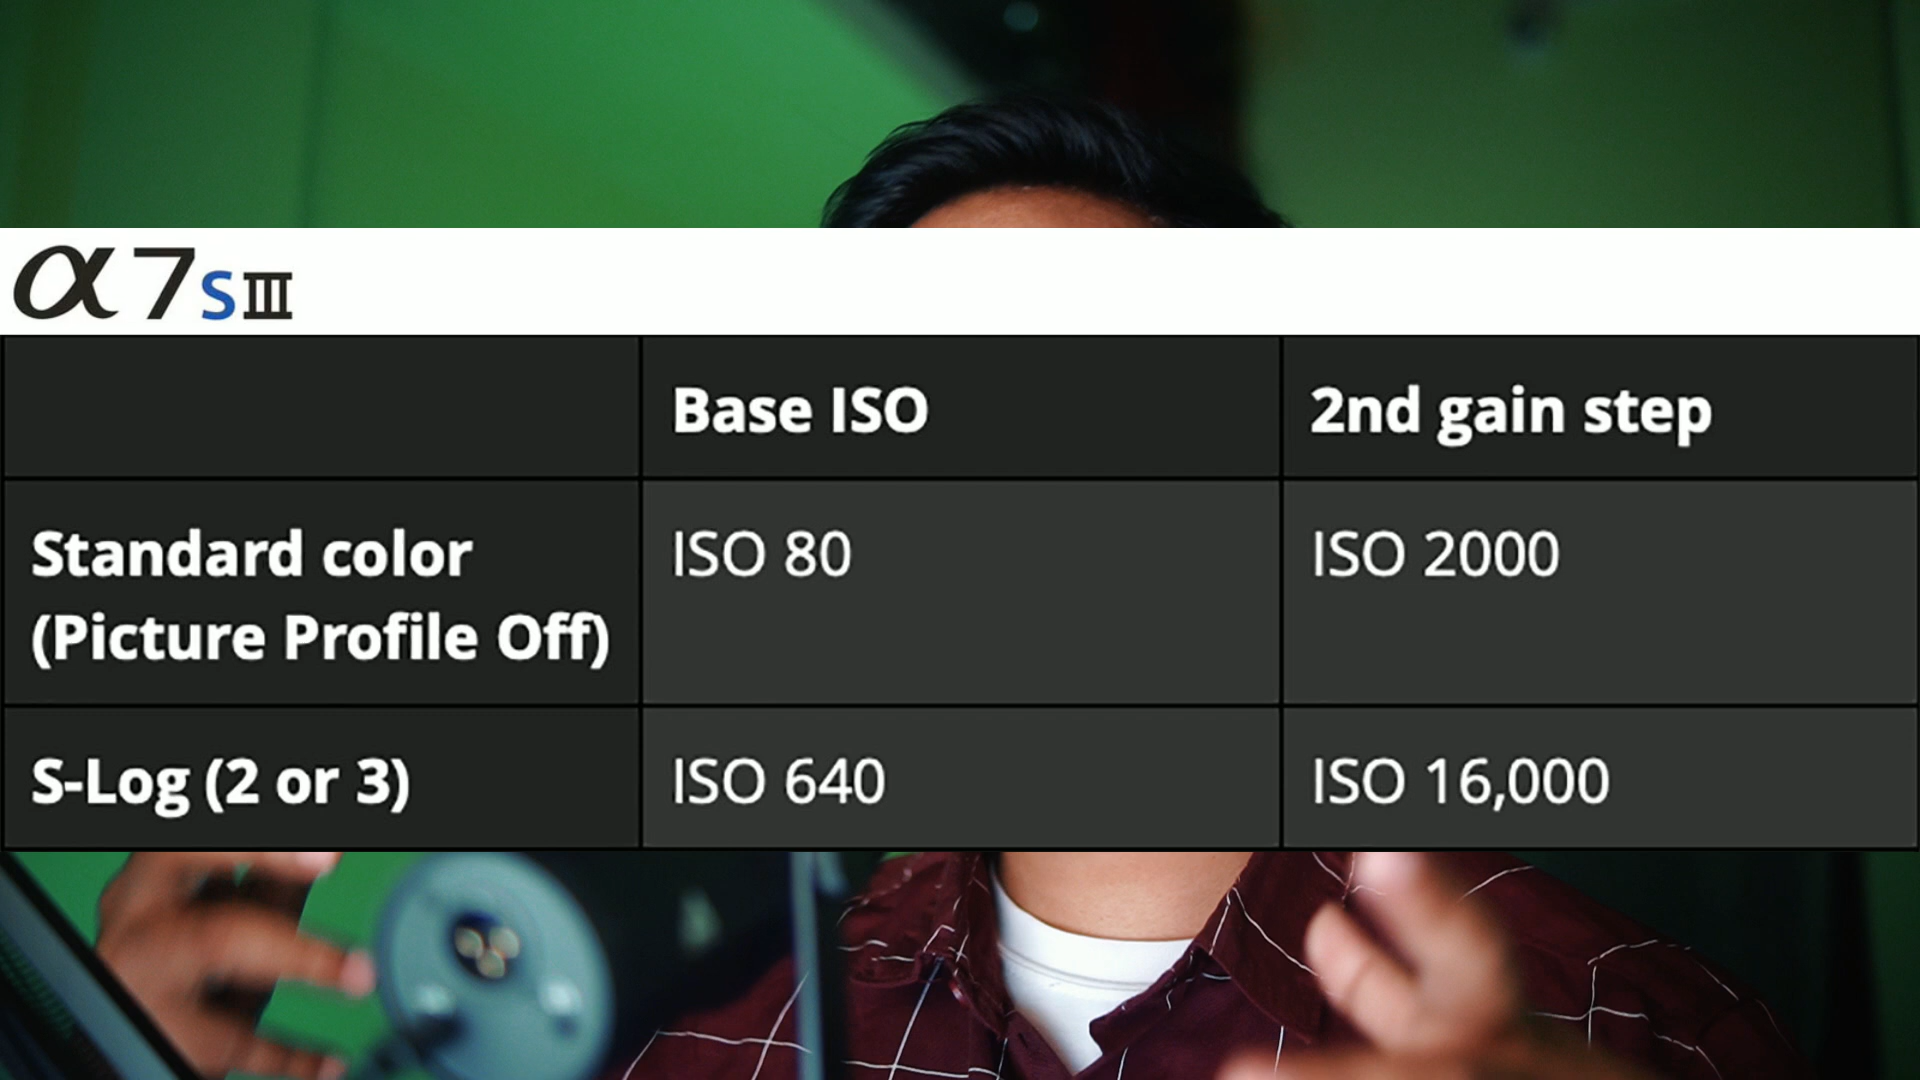 α7SIII
Base ISO
2nd gain step
Standard color
(Picture Profile Off)
ISO 80
ISO 2000
S-Log (2 or 3)
ISO 640
ISO 16,000